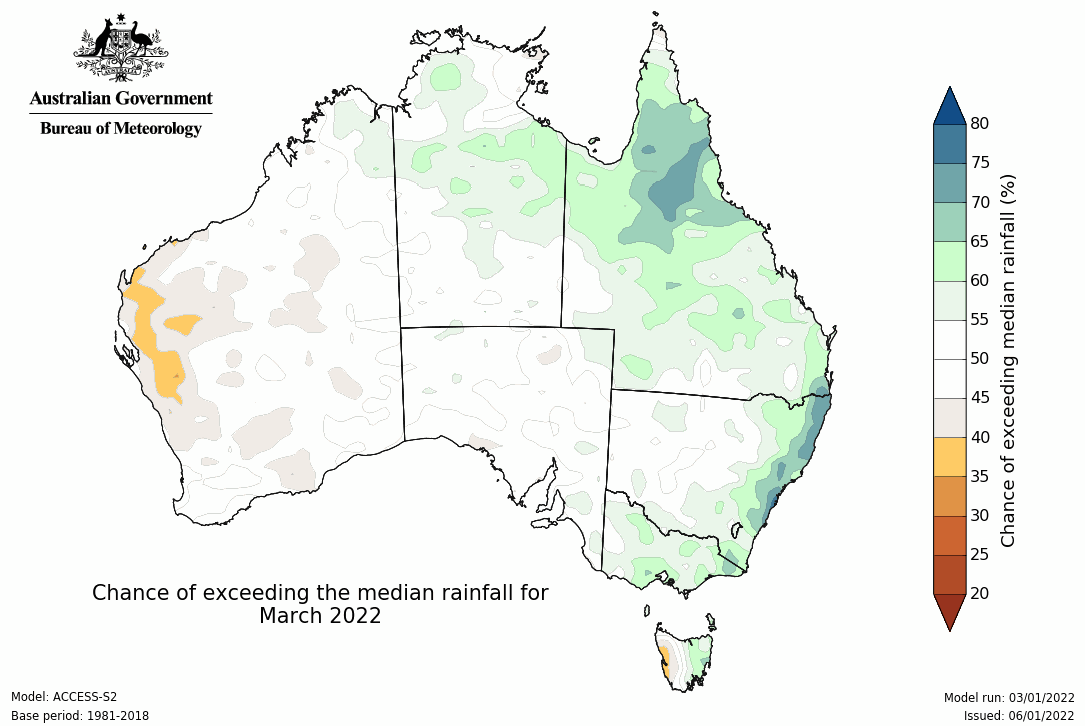 AUSTRALIA
Australian Government
Bureau of Meteorology
80
75
70
65
60
55
50
45
40
35
30
25
20
Chance of exceeding median rainfall (%)
Chance of exceeding the median rainfall for
March 2022
Model: ACCESS-S2
Base period: 1981-2018
Model run: 03/01/2022
Issued: 06/01/2022